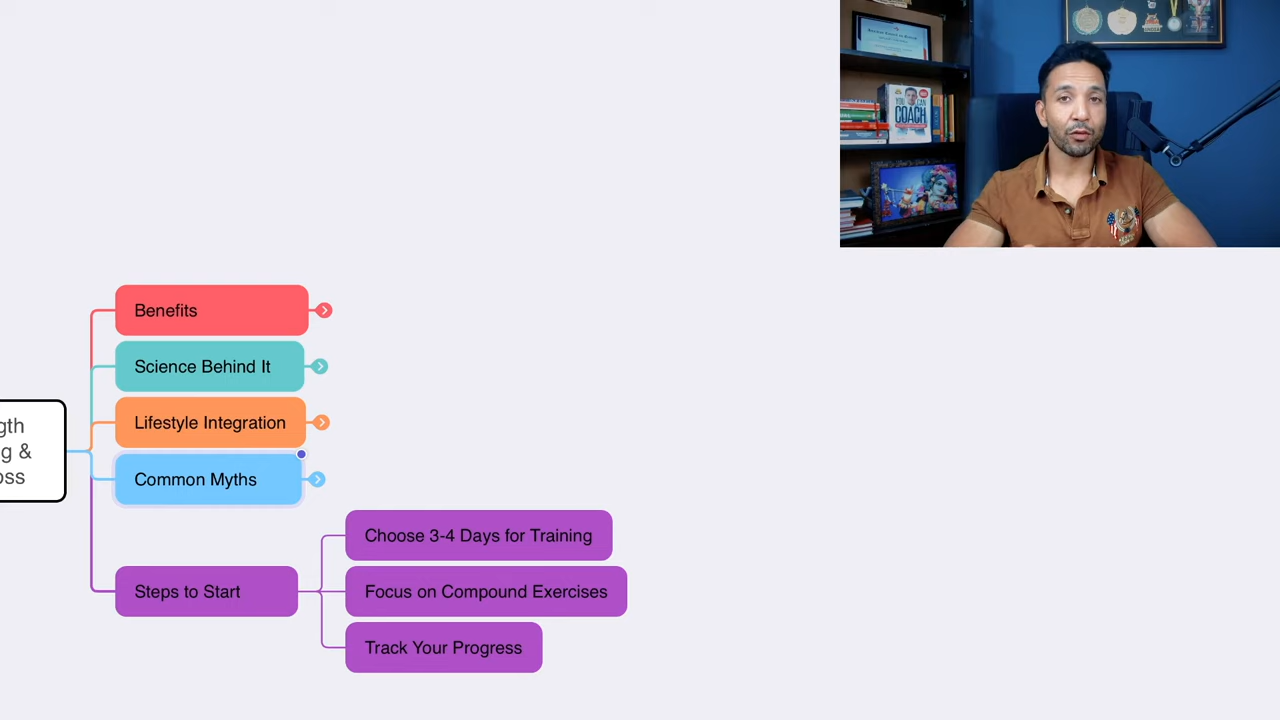 YOU CAN
COACH
Benefits
Science Behind It
gth
Lifestyle Integration
g &
oss
Common Myths
Choose 3-4 Days for Training
Steps to Start
Focus on Compound Exercises
Track Your Progress